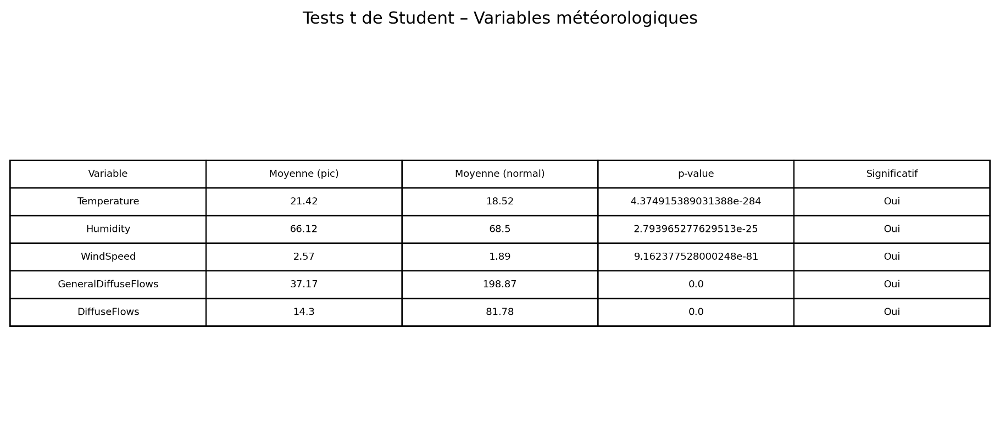 Tests t de Student – Variables météorologiques
Variable Moyenne (pic) Moyenne (normal) p-value Significatif
Temperature 21.42 18.52 4.374915389031388e-284 Oui
Humidity 66.12 68.5 2.793965277629513e-25 Oui
WindSpeed 2.57 1.89 9.162377528000248e-81 Oui
GeneralDiffuseFlows 37.17 198.87 0.0 Oui
DiffuseFlows 14.3 81.78 0.0 Oui